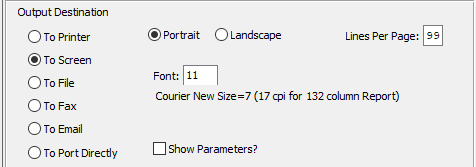 Output Destination
To Printer
Portrait
Landscape
Lines Per Page: 99
To Screen
To File
Font: 11
To Fax
Courier New Size=7 (17 cpi for 132 column Report)
To Email
To Port Directly
Show Parameters?